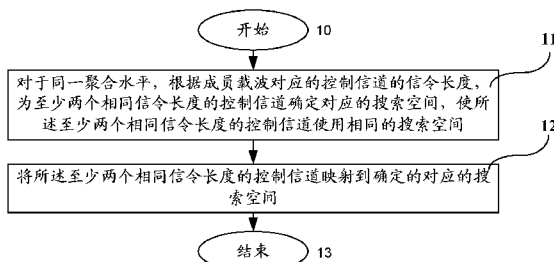 开始
10
11
对于同一聚合水平，根据成员载波对应的控制信道的信令长度，
为至少两个相同信令长度的控制信道确定对应的搜索空间，使所
述至少两个相同信令长度的控制信道使用相同的搜索空间
12
将所述至少两个相同信令长度的控制信道映射到确定的对应的搜
索空间
结束
13